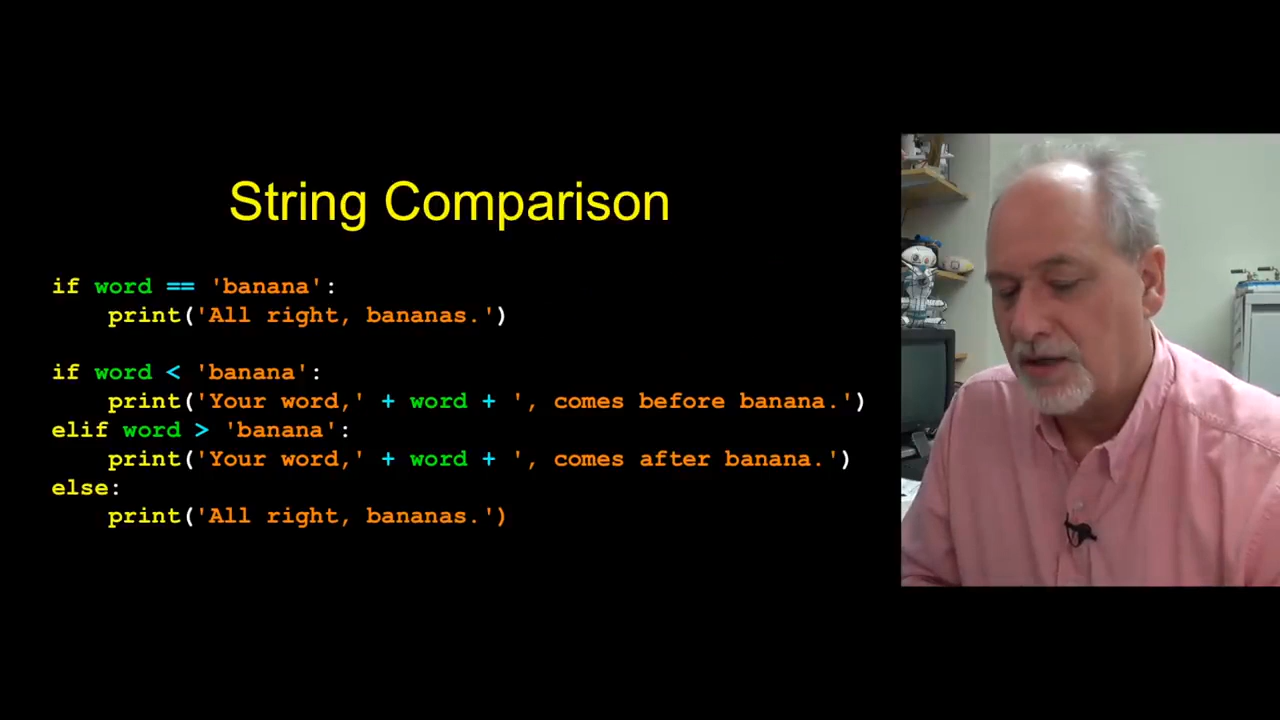 String Comparison
if word == 'banana':
    print('All right, bananas.')
if word < 'banana':
    print('Your word,' + word + ', comes before banana.')
elif word > 'banana':
    print('Your word,' + word + ', comes after banana.')
else:
    print('All right, bananas.')